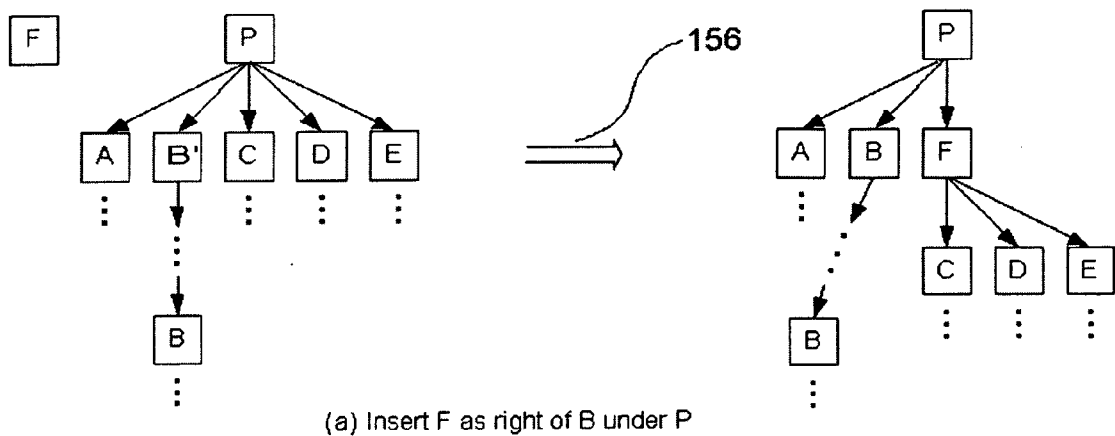 F P 156 P
A B' C D E A B F
C D E
B B
(a) Insert F as right of B under P